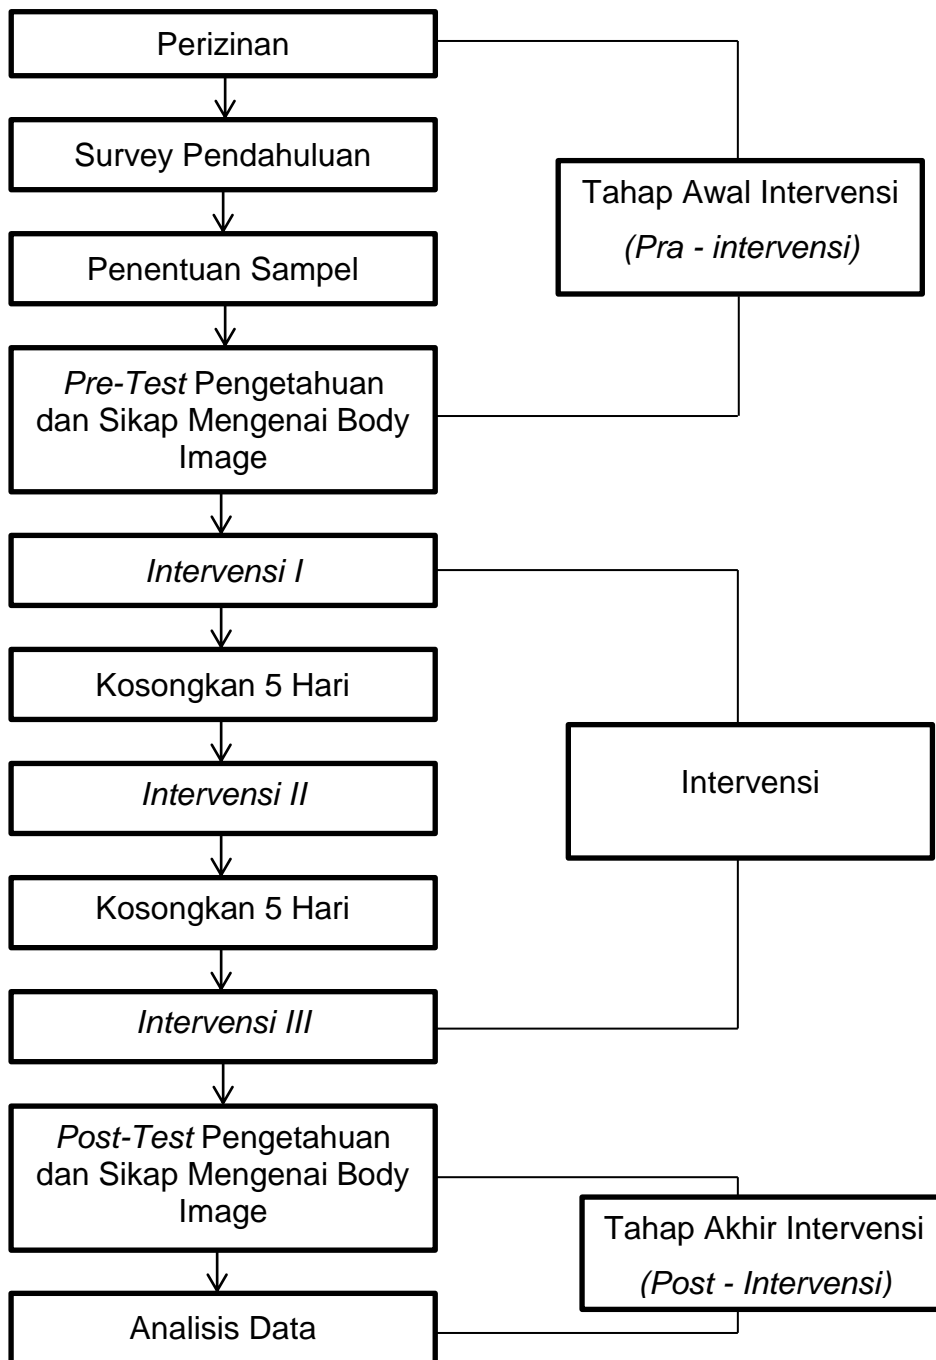 Perizinan
Survey Pendahuluan
Penentuan Sampel
Pre-Test Pengetahuan
dan Sikap Mengenai Body
Image
Tahap Awal Intervensi
(Pra - intervensi)
Intervensi I
Kosongkan 5 Hari
Intervensi II
Kosongkan 5 Hari
Intervensi III
Intervensi
Post-Test Pengetahuan
dan Sikap Mengenai Body
Image
Analisis Data
Tahap Akhir Intervensi
(Post - Intervensi)